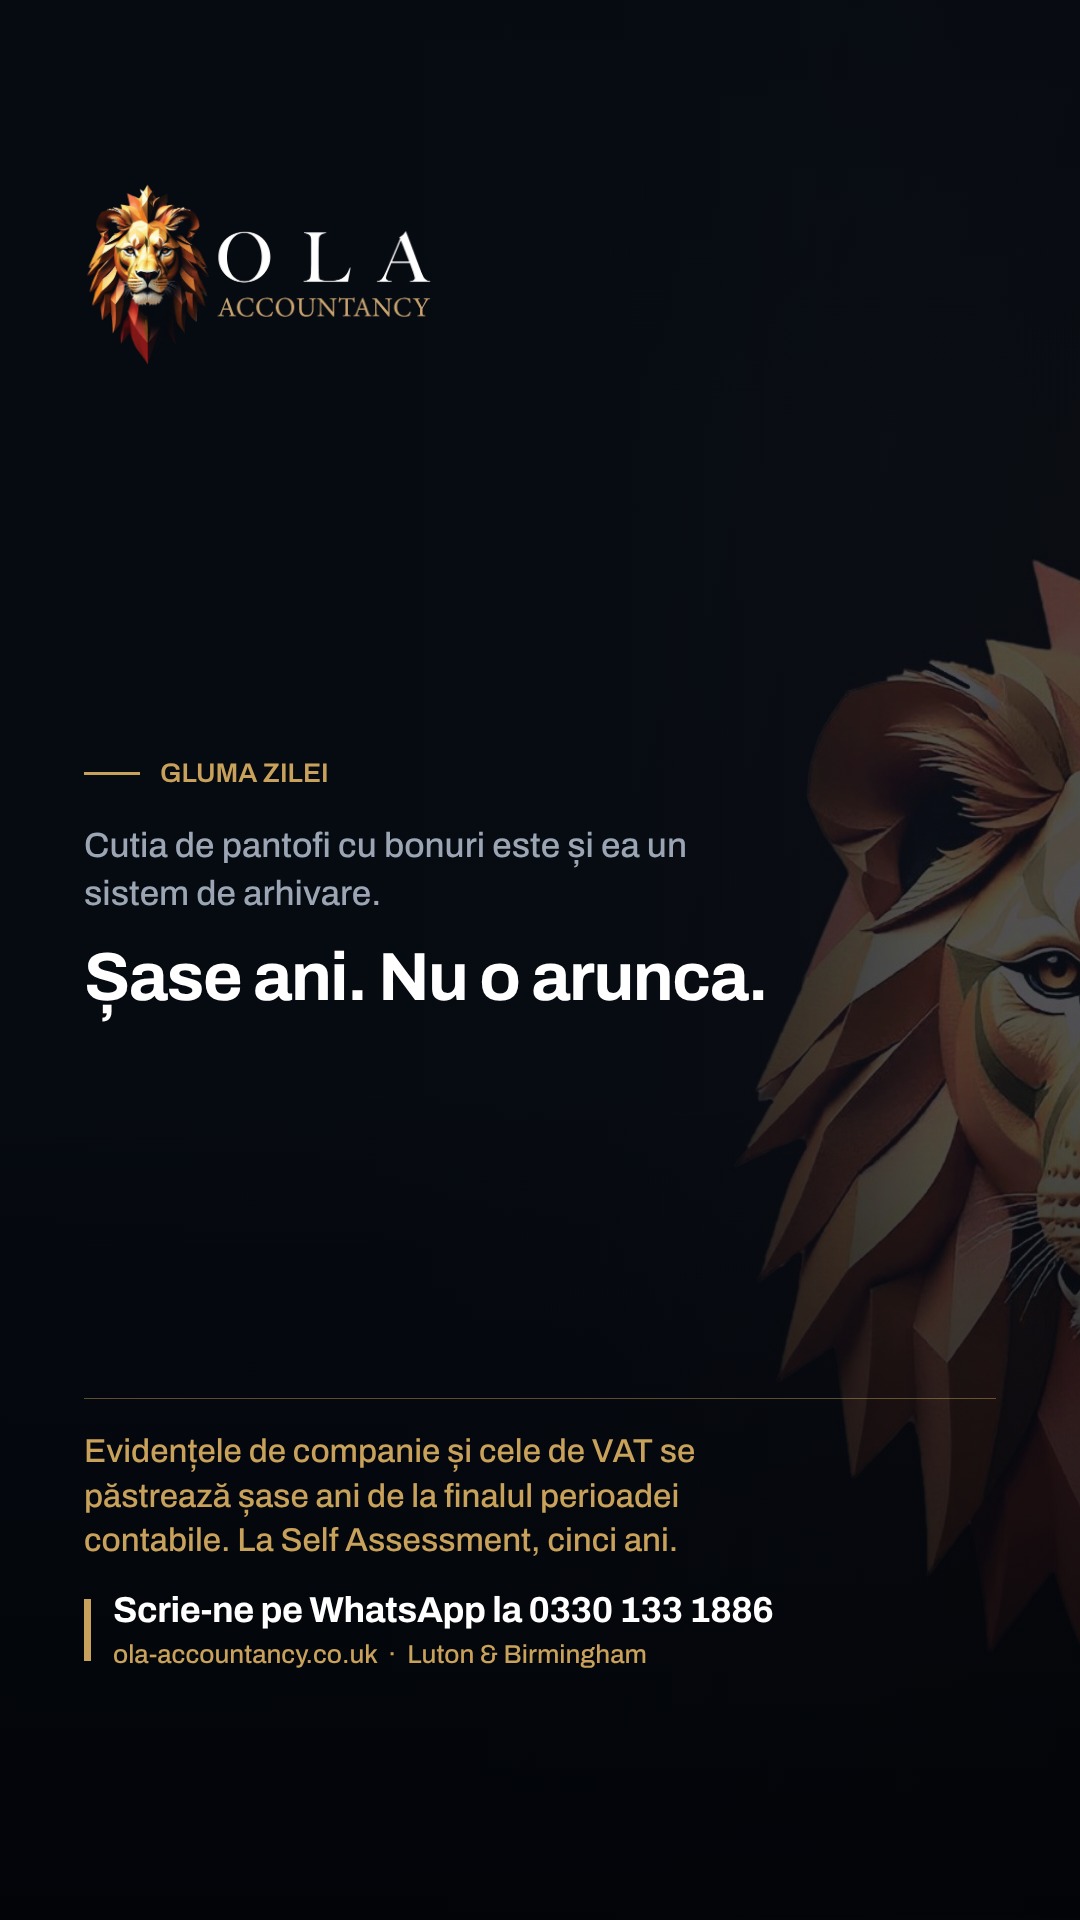 OLA
ACCOUNTANCY
GLUMA ZILEI
Cutia de pantofi cu bonuri este și ea un
sistem de arhivare.
Șase ani. Nu o arunca.
Evidențele de companie și cele de VAT se
păstrează șase ani de la finalul perioadei
contabile. La Self Assessment, cinci ani.
Scrie-ne pe WhatsApp la 0330 133 1886
ola-accountancy.co.uk · Luton & Birmingham